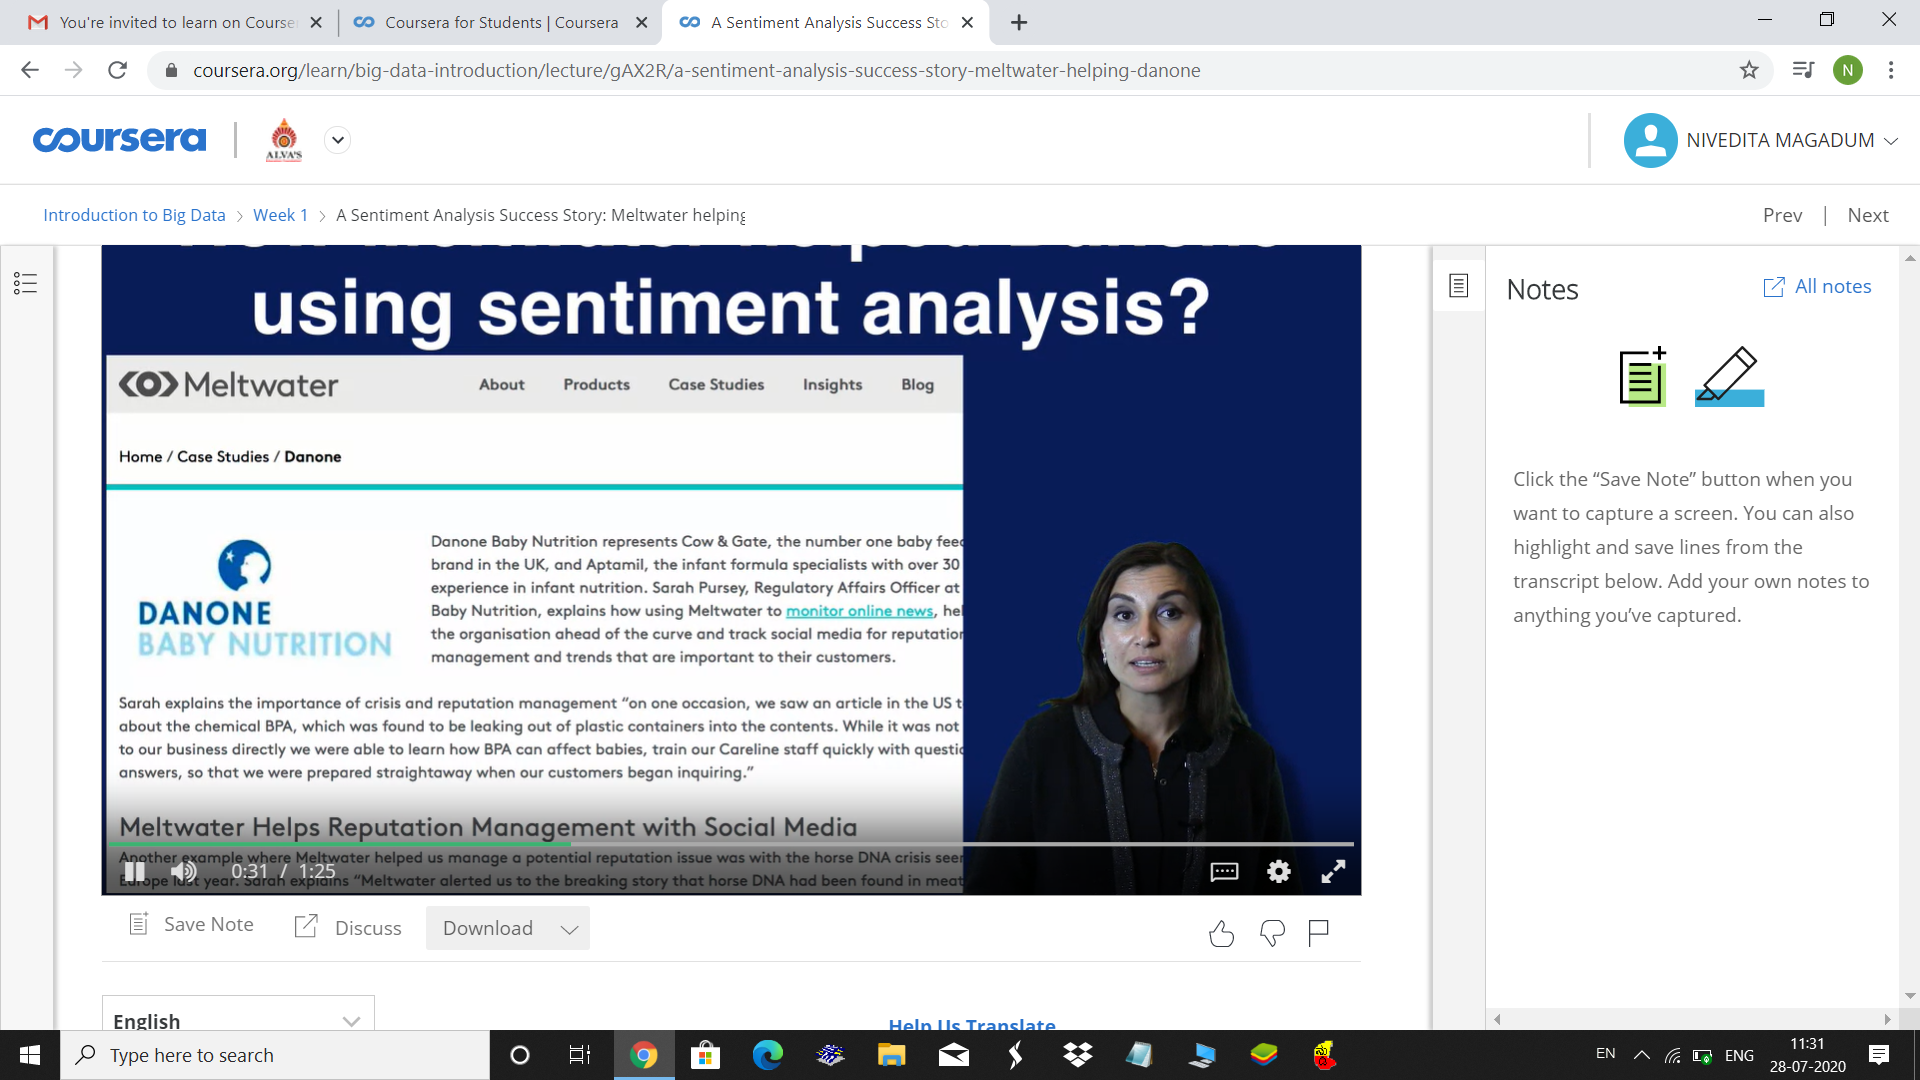 You're invited to learn on Course
Coursera for Students | Coursera
A Sentiment Analysis Success Sto
coursera.org/learn/big-data-introduction/lecture/gAX2R/a-sentiment-analysis-success-story-meltwater-helping-danone
N
coursera
ALVA'S
NIVEDITA MAGADUM
Introduction to Big Data
Week 1
A Sentiment Analysis Success Story: Meltwater helping
Prev | Next
using sentiment analysis?
Meltwater
About Products Case Studies Insights Blog
Home / Case Studies / Danone
DANONE
BABY NUTRITION
Danone Baby Nutrition represents Cow & Gate, the number one baby feed
brand in the UK, and Aptamil, the infant formula specialists with over 30
experience in infant nutrition. Sarah Pursey, Regulatory Affairs Officer at
Baby Nutrition, explains how using Meltwater to monitor online news, hel
the organisation ahead of the curve and track social media for reputation
management and trends that are important to their customers.
Sarah explains the importance of crisis and reputation management “on one occasion, we saw an article in the US t
about the chemical BPA, which was found to be leaking out of plastic containers into the contents. While it was not
to our business directly we were able to learn how BPA can affect babies, train our Careline staff quickly with questio
answers, so that we were prepared straightaway when our customers began inquiring.”
Meltwater Helps Reputation Management with Social Media
Another example where Meltwater helped us manage a potential reputation issue was with the horse DNA crisis seen
Europe last year. Sarah explains “Meltwater alerted us to the breaking story that horse DNA had been found in meat
0:31 / 1:25
Save Note
Discuss
Download
English
Help Us Translate
Notes
All notes
Click the “Save Note” button when you
want to capture a screen. You can also
highlight and save lines from the
transcript below. Add your own notes to
anything you’ve captured.
Type here to search
EN
ENG
11:31
28-07-2020